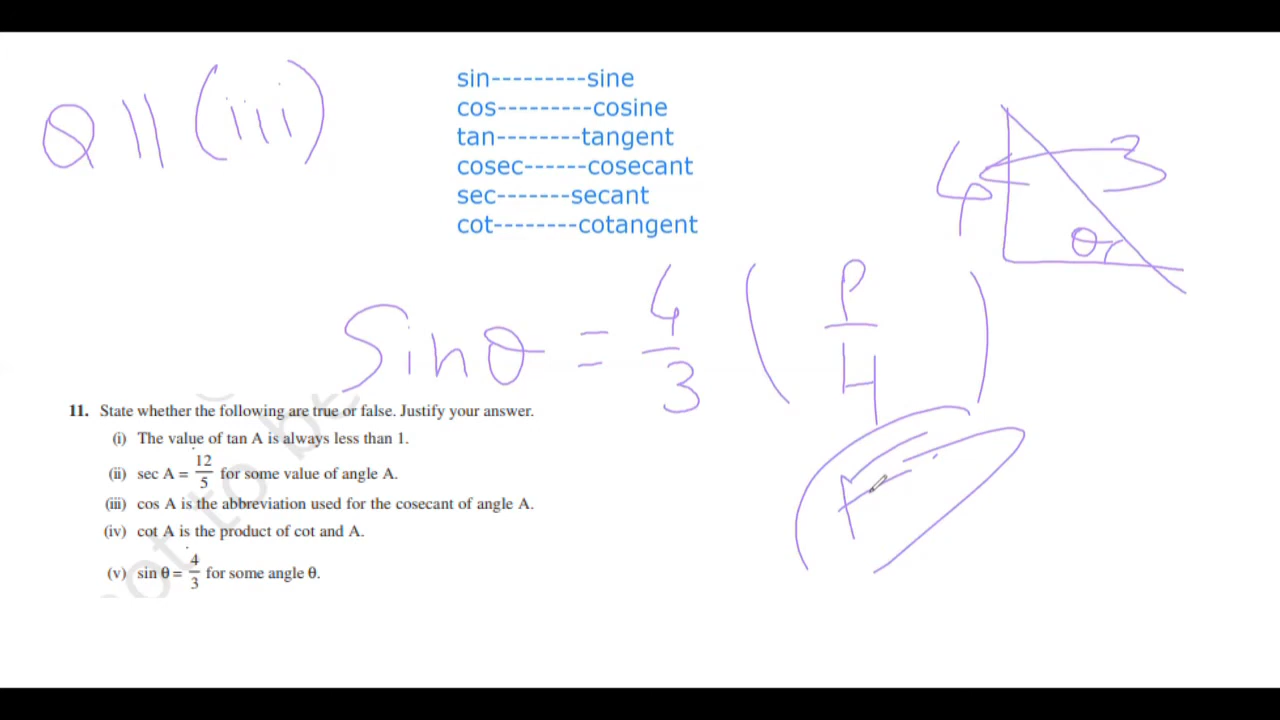 Q 11 (iii)
sin---------sine
cos---------cosine
tan--------tangent
cosec------cosecant
sec-------secant
cot--------cotangent
4 3
θ
Sinθ = 4/3 (P/H)
F
11. State whether the following are true or false. Justify your answer.
(i) The value of tan A is always less than 1.
(ii) sec A = 12/5 for some value of angle A.
(iii) cos A is the abbreviation used for the cosecant of angle A.
(iv) cot A is the product of cot and A.
(v) sin θ = 4/3 for some angle θ.